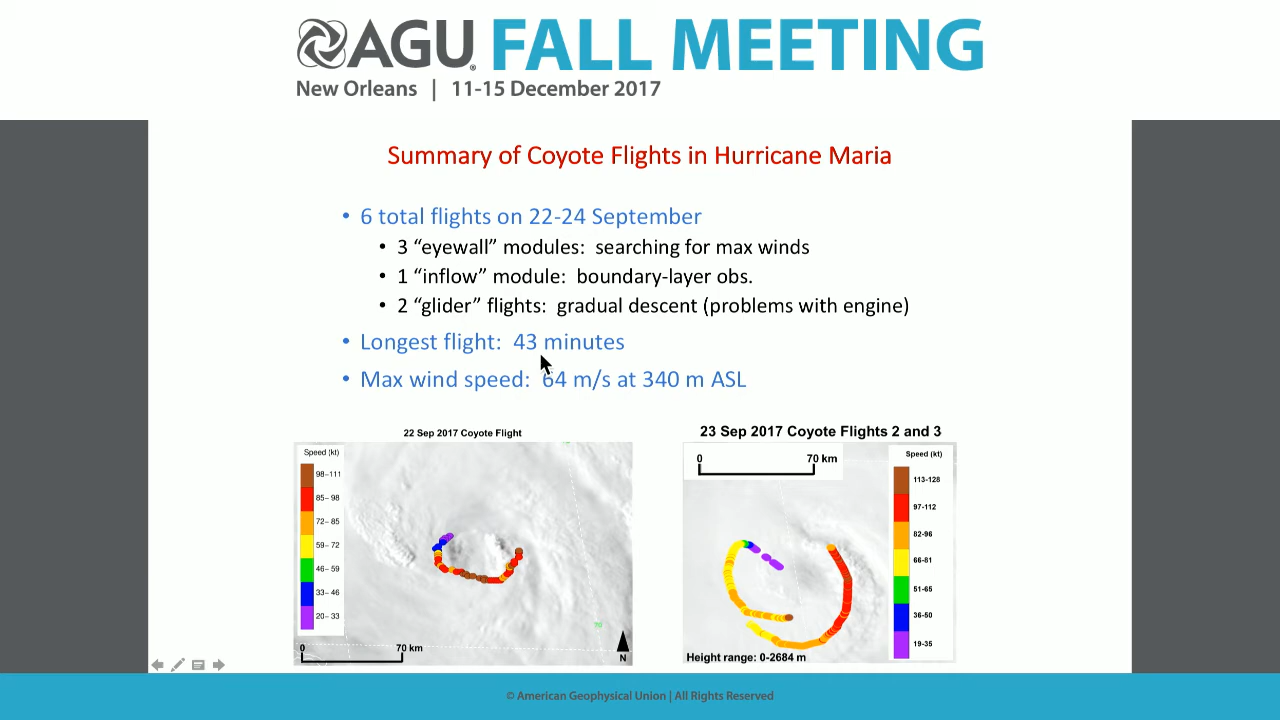 AGU FALL MEETING
New Orleans | 11-15 December 2017
Summary of Coyote Flights in Hurricane Maria
• 6 total flights on 22-24 September
• 3 “eyewall” modules: searching for max winds
• 1 “inflow” module: boundary-layer obs.
• 2 “glider” flights: gradual descent (problems with engine)
• Longest flight: 43 minutes
• Max wind speed: 64 m/s at 340 m ASL
22 Sep 2017 Coyote Flight
Speed (kt)
98–111
85– 98
72– 85
59– 72
46– 59
33– 46
20– 33
70
0 70 km
N
23 Sep 2017 Coyote Flights 2 and 3
0 70 km
Speed (kt)
113-128
97-112
82-96
66-81
51-65
36-50
19-35
Height range: 0-2684 m
© American Geophysical Union | All Rights Reserved